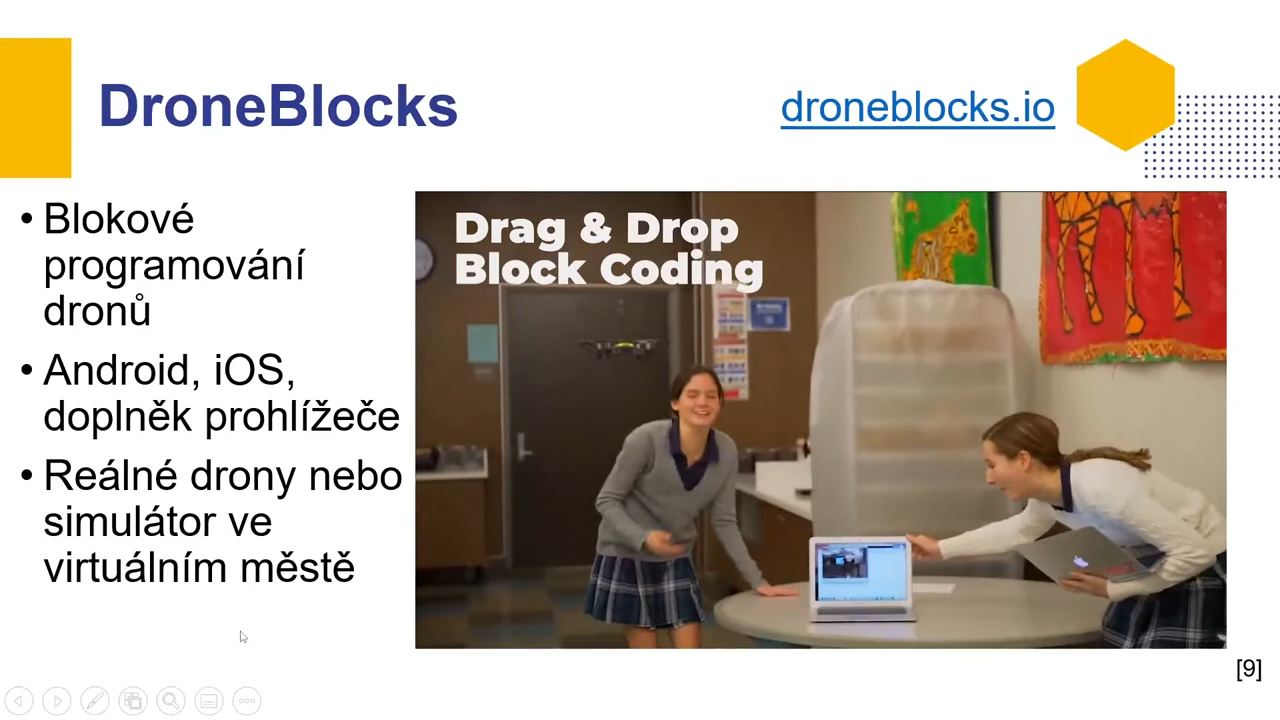 DroneBlocks
droneblocks.io
• Blokové
programování
dronů
• Android, iOS,
doplněk prohlížeče
• Reálné drony nebo
simulátor ve
virtuálním městě
Drag & Drop
Block Coding
[9]